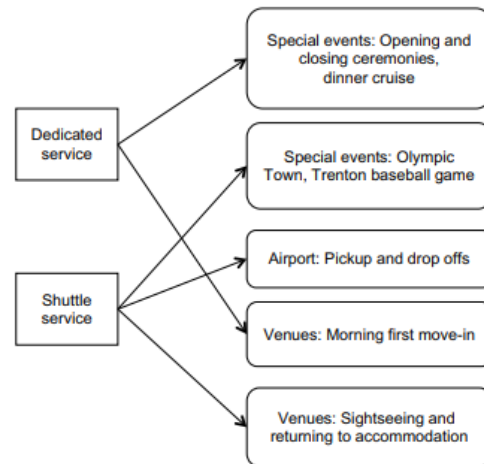 Special events: Opening and
closing ceremonies,
dinner cruise
Dedicated
service
Special events: Olympic
Town, Trenton baseball game
Airport: Pickup and drop offs
Shuttle
service
Venues: Morning first move-in
Venues: Sightseeing and
returning to accommodation